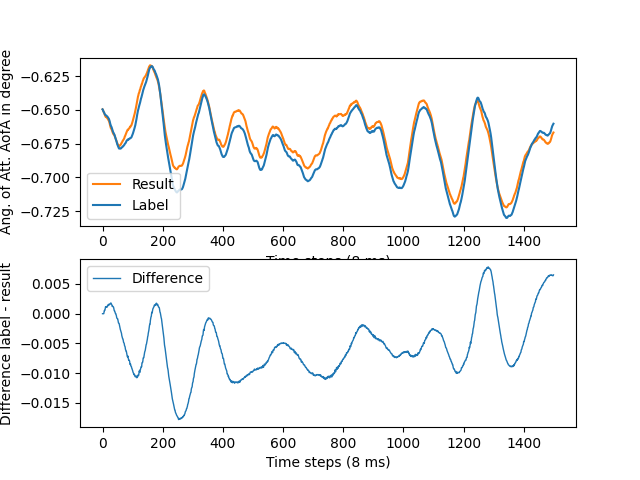 Ang. of Att. AofA in degree
−0.625
−0.650
−0.675
−0.700
−0.725
Result
Label
0 200 400 600 800 1000 1200 1400
Time steps (8 ms)
Difference label - result
0.005
0.000
−0.005
−0.010
−0.015
Difference
0 200 400 600 800 1000 1200 1400
Time steps (8 ms)